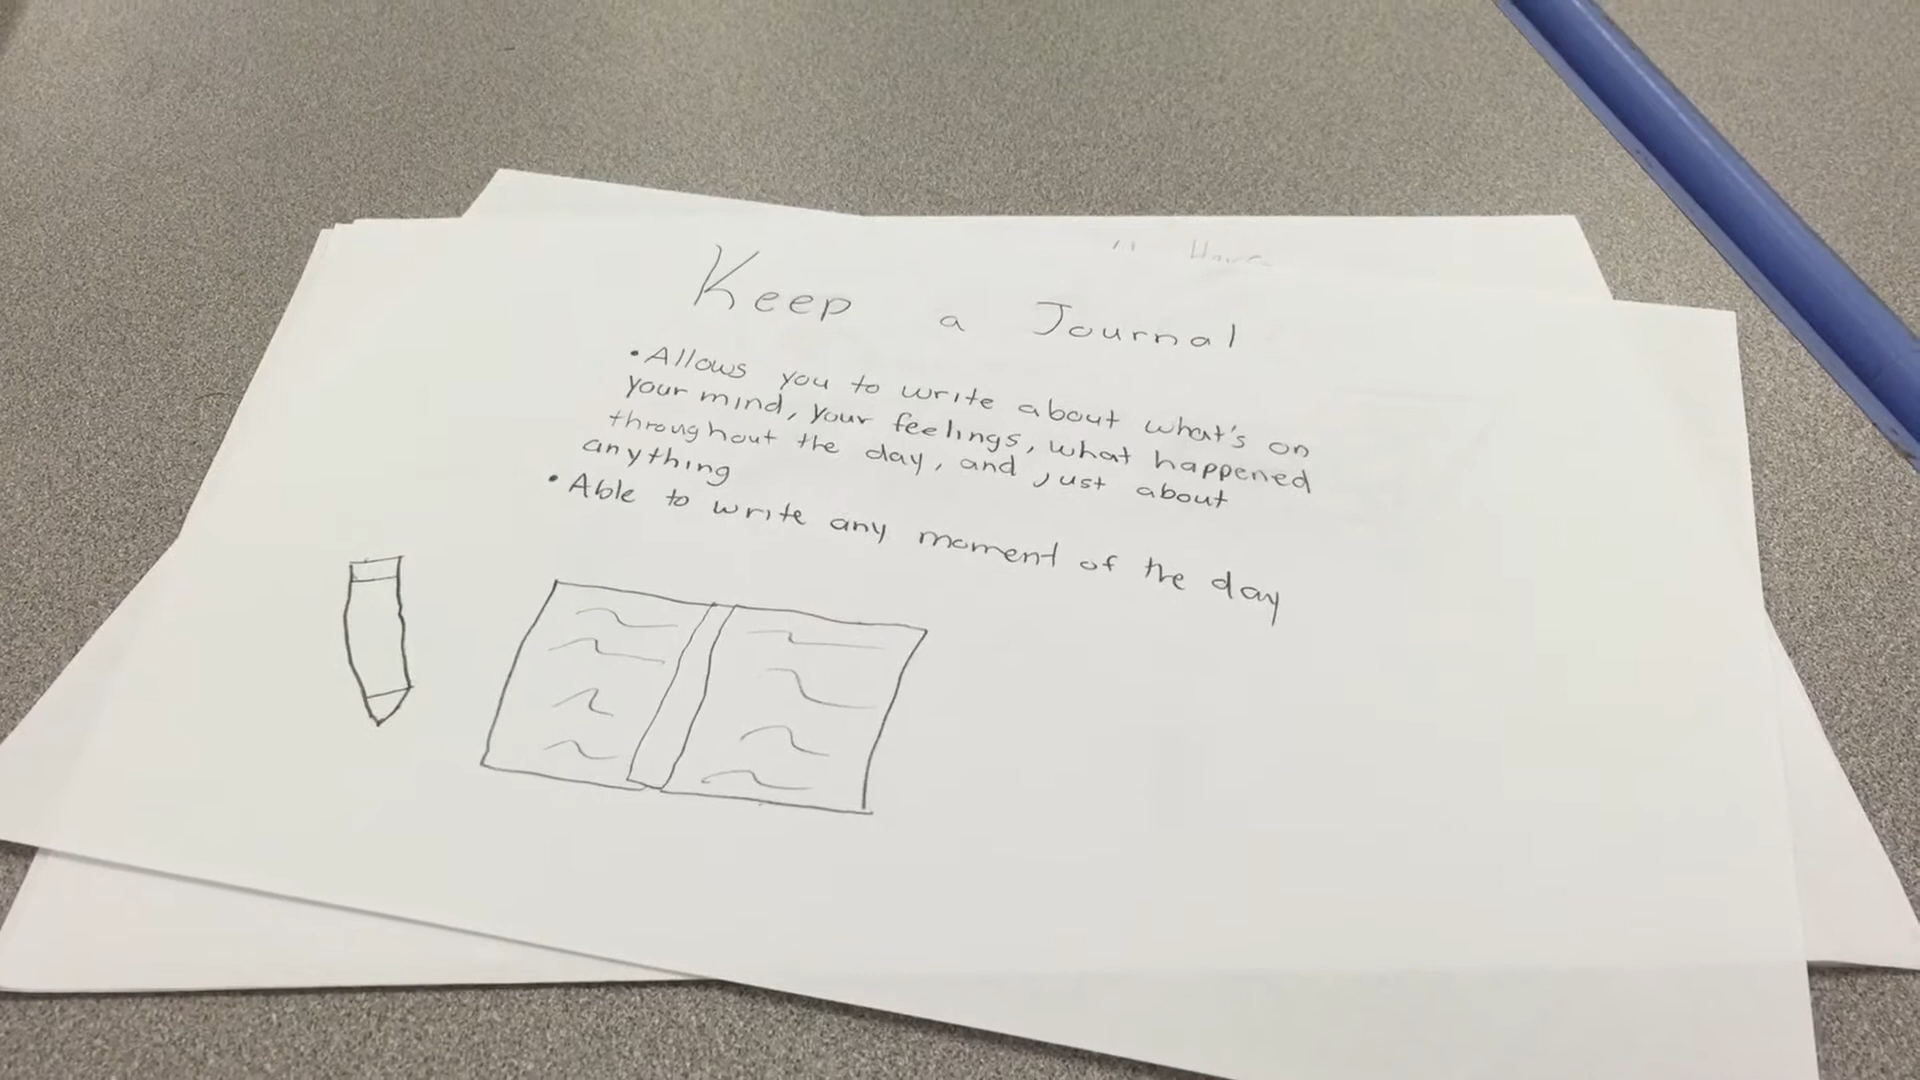 Keep a Journal
• Allows you to write about what's on
your mind, your feelings, what happened
throughout the day, and just about
anything
• Able to write any moment of the day